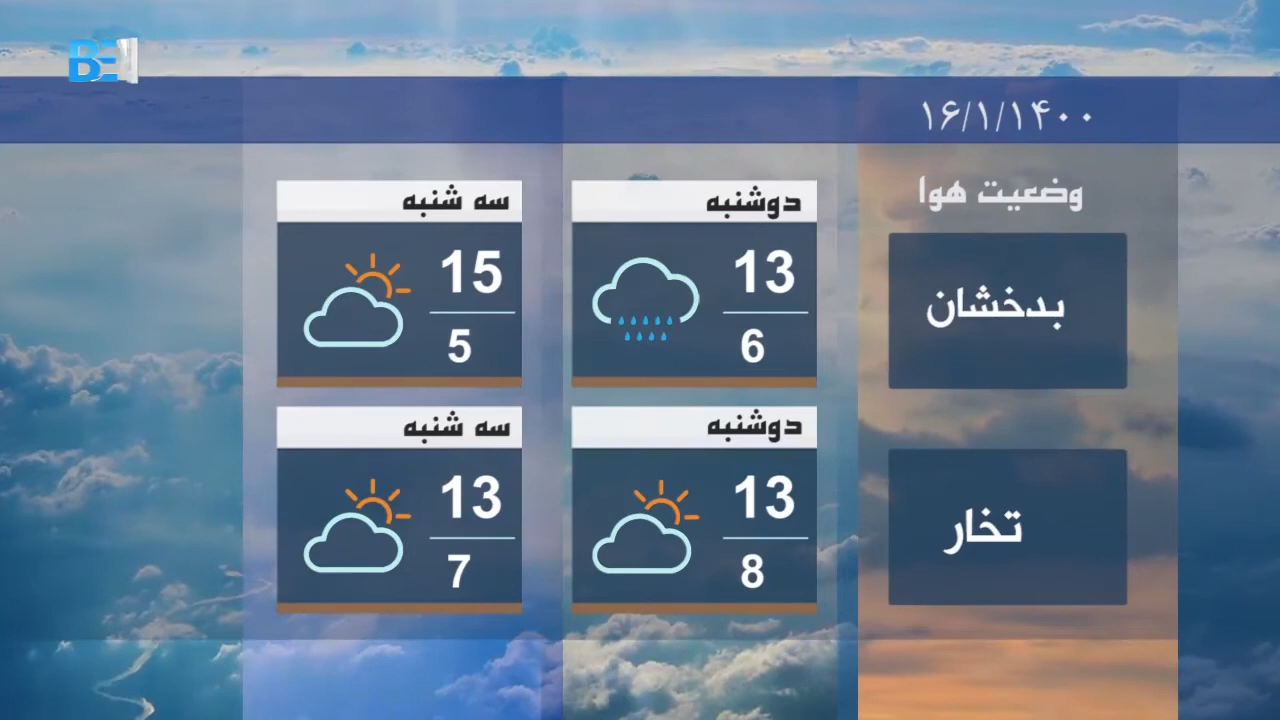 BE
۱۶/۱/۱۴۰۰
وضعیت هوا
بدخشان
دوشنبه
13
6
سه شنبه
15
5
تخار
دوشنبه
13
8
سه شنبه
13
7